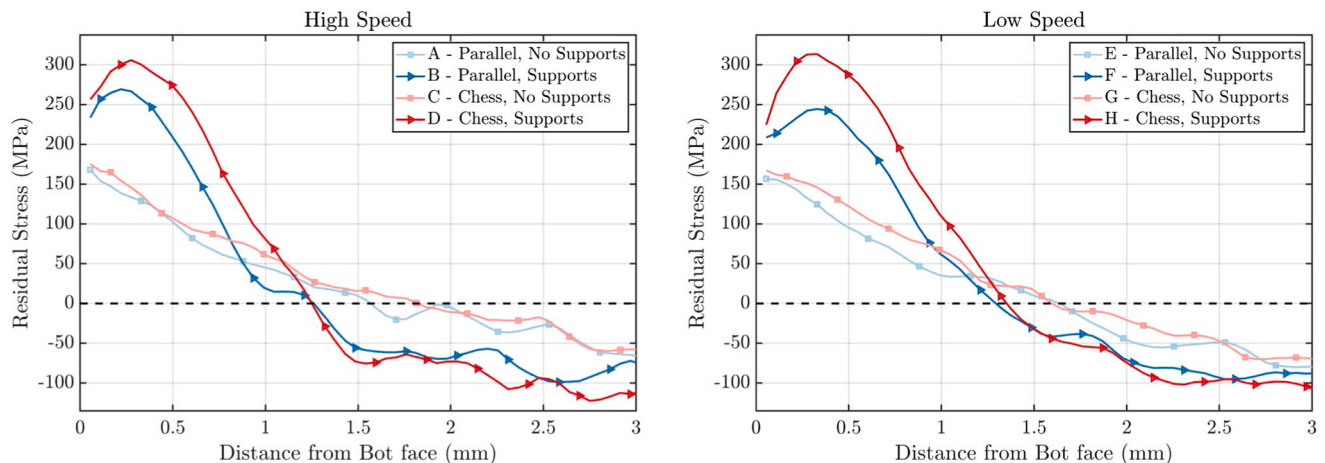 High Speed
Residual Stress (MPa)
300
250
200
150
100
50
0
-50
-100
A - Parallel, No Supports
B - Parallel, Supports
C - Chess, No Supports
D - Chess, Supports
0
0.5
1
1.5
2
2.5
3
Distance from Bot face (mm)
Low Speed
Residual Stress (MPa)
300
250
200
150
100
50
0
-50
-100
E - Parallel, No Supports
F - Parallel, Supports
G - Chess, No Supports
H - Chess, Supports
0
0.5
1
1.5
2
2.5
3
Distance from Bot face (mm)